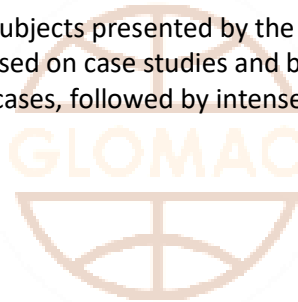 ubjects presented by the
sed on case studies and b
cases, followed by intense
GLOMAC